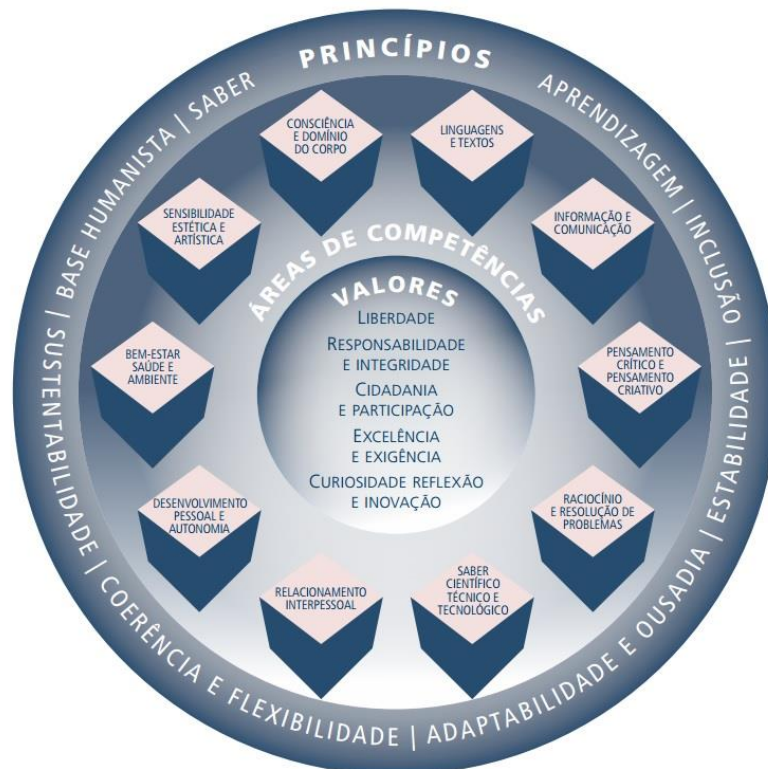 PRINCÍPIOS
BASE HUMANISTA | SABER
APRENDIZAGEM | INCLUSÃO |
ESTABILIDADE |
ADAPTABILIDADE E OUSADIA |
COERÊNCIA E FLEXIBILIDADE |
SUSTENTABILIDADE |
CONSCIÊNCIA
E DOMÍNIO
DO CORPO
LINGUAGENS
E TEXTOS
INFORMAÇÃO E
COMUNICAÇÃO
PENSAMENTO
CRÍTICO E
PENSAMENTO
CRIATIVO
RACIOCÍNIO
E RESOLUÇÃO DE
PROBLEMAS
SABER
CIENTÍFICO
TÉCNICO E
TECNOLÓGICO
RELACIONAMENTO
INTERPESSOAL
DESENVOLVIMENTO
PESSOAL E
AUTONOMIA
BEM-ESTAR
SAÚDE E
AMBIENTE
SENSIBILIDADE
ESTÉTICA E
ARTÍSTICA
ÁREAS DE COMPETÊNCIAS
VALORES
LIBERDADE
RESPONSABILIDADE
E INTEGRIDADE
CIDADANIA
E PARTICIPAÇÃO
EXCELÊNCIA
E EXIGÊNCIA
CURIOSIDADE REFLEXÃO
E INOVAÇÃO